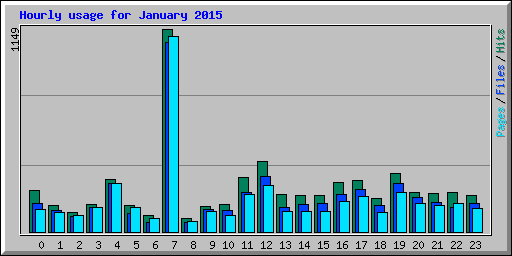 Hourly usage for January 2015
1149
Pages/Files/Hits
0 1 2 3 4 5 6 7 8 9 10 11 12 13 14 15 16 17 18 19 20 21 22 23